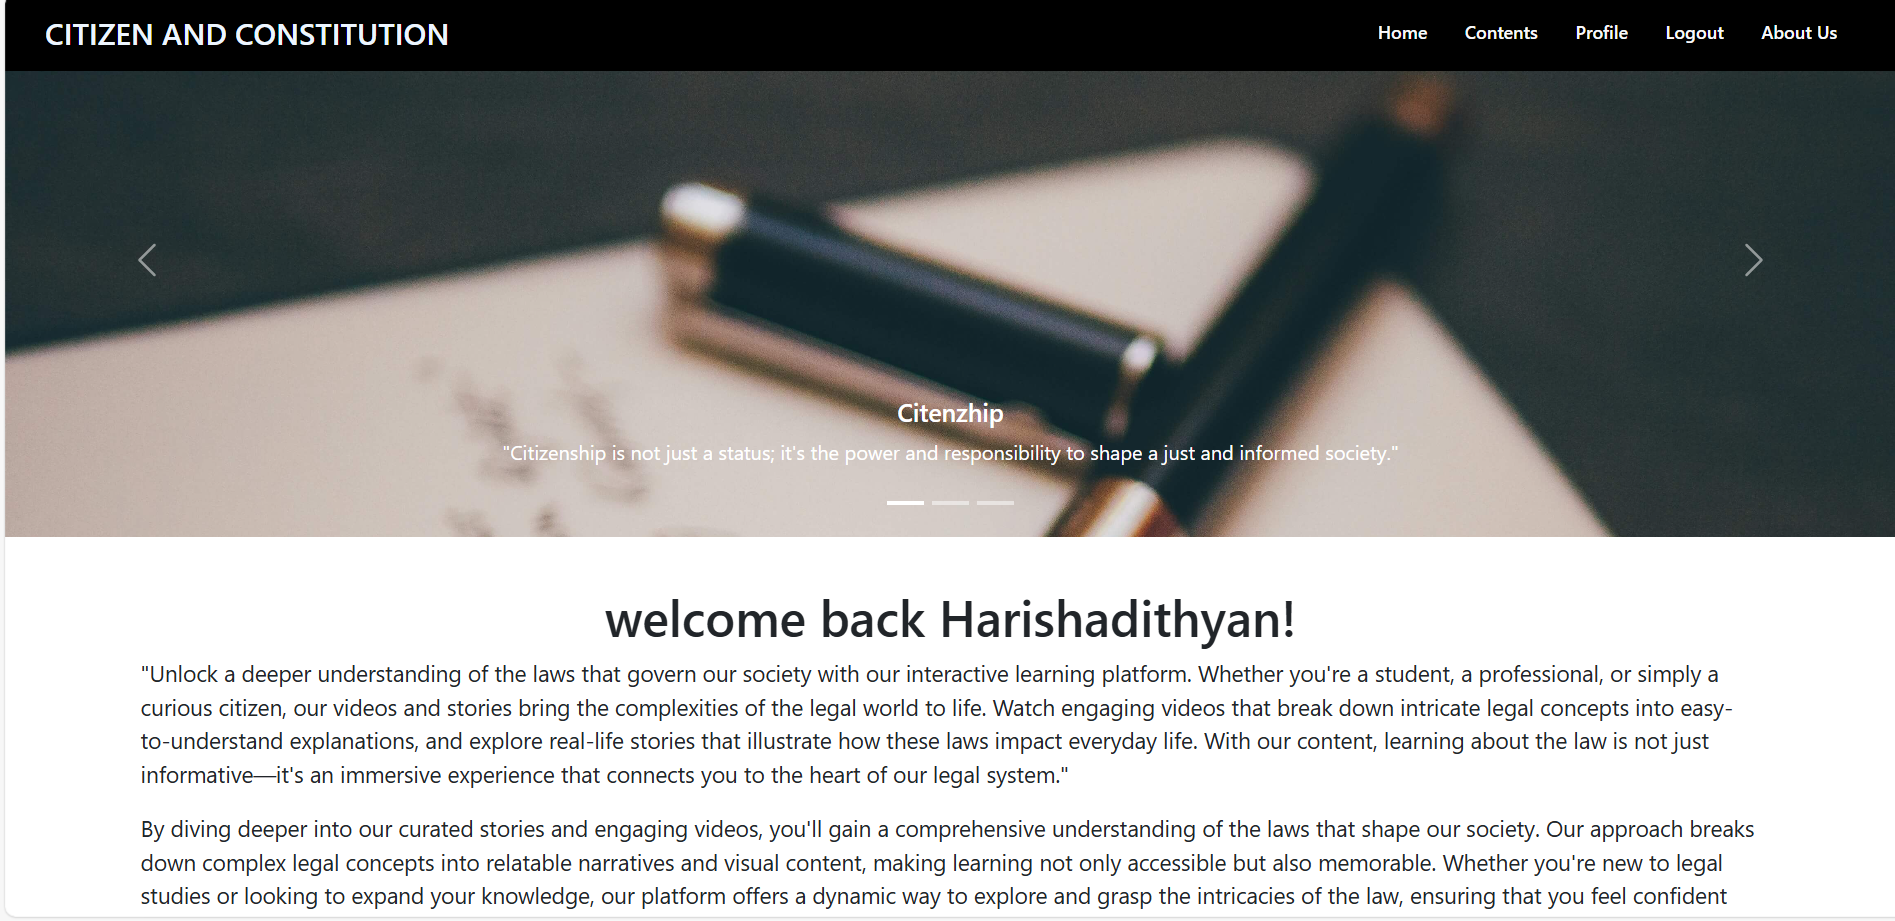 CITIZEN AND CONSTITUTION
Home Contents Profile Logout About Us
Citenzhip
"Citizenship is not just a status; it's the power and responsibility to shape a just and informed society."
welcome back Harishadithyan!
"Unlock a deeper understanding of the laws that govern our society with our interactive learning platform. Whether you're a student, a professional, or simply a
curious citizen, our videos and stories bring the complexities of the legal world to life. Watch engaging videos that break down intricate legal concepts into easy-
to-understand explanations, and explore real-life stories that illustrate how these laws impact everyday life. With our content, learning about the law is not just
informative—it's an immersive experience that connects you to the heart of our legal system."
By diving deeper into our curated stories and engaging videos, you'll gain a comprehensive understanding of the laws that shape our society. Our approach breaks
down complex legal concepts into relatable narratives and visual content, making learning not only accessible but also memorable. Whether you're new to legal
studies or looking to expand your knowledge, our platform offers a dynamic way to explore and grasp the intricacies of the law, ensuring that you feel confident